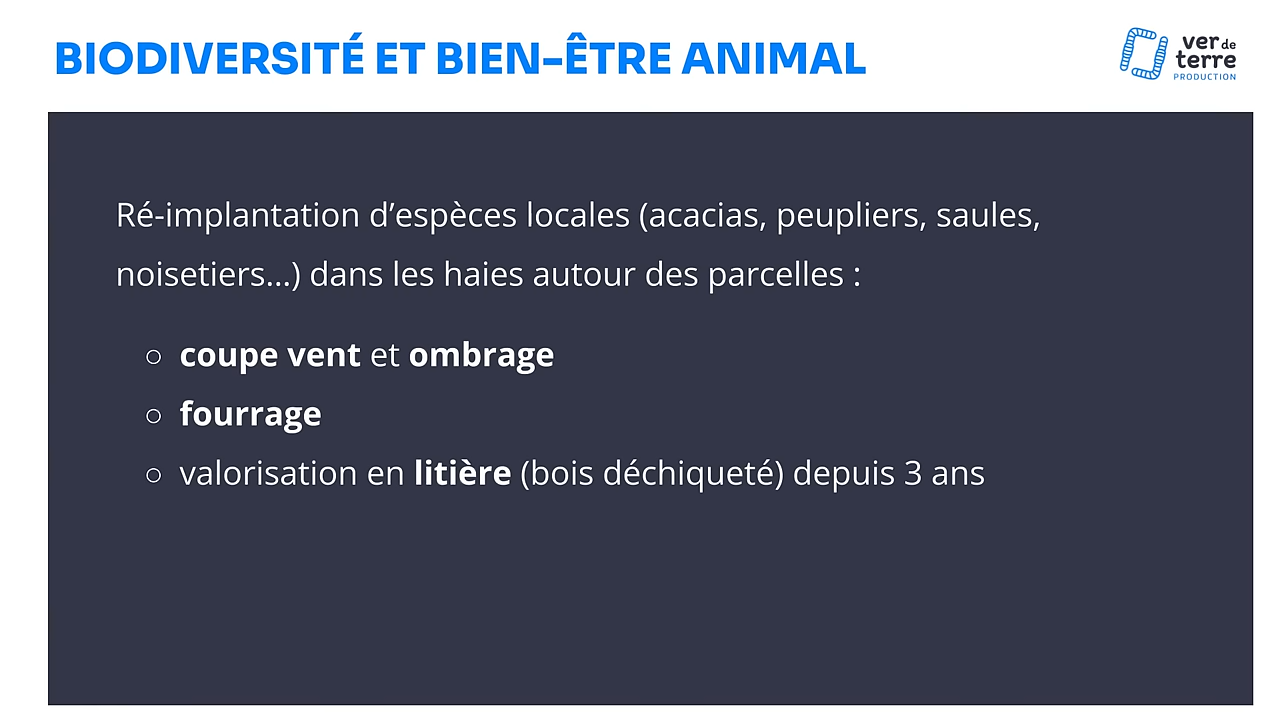 BIODIVERSITÉ ET BIEN-ÊTRE ANIMAL
ver de
terre
PRODUCTION
Ré-implantation d’espèces locales (acacias, peupliers, saules,
noisetiers...) dans les haies autour des parcelles :
○ coupe vent et ombrage
○ fourrage
○ valorisation en litière (bois déchiqueté) depuis 3 ans